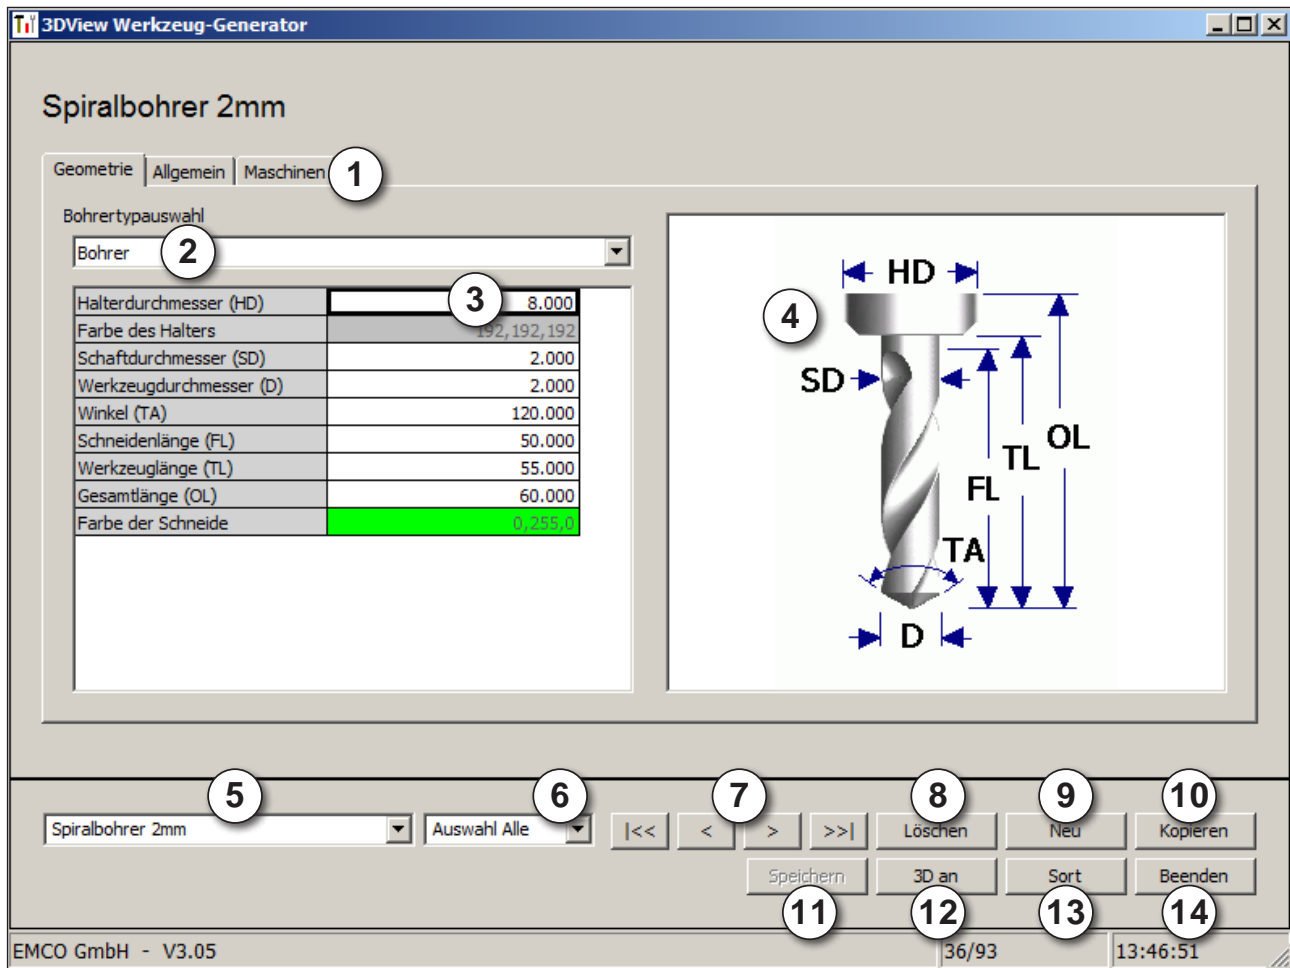 3DView Werkzeug-Generator
Spiralbohrer 2mm
Geometrie Allgemein Maschinen 1
Bohrertypauswahl
Bohrer 2
3
Halterdurchmesser (HD) 8.000
Farbe des Halters 192,192,192
Schaftdurchmesser (SD) 2.000
Werkzeugdurchmesser (D) 2.000
Winkel (TA) 120.000
Schneidenlänge (FL) 50.000
Werkzeuglänge (TL) 55.000
Gesamtlänge (OL) 60.000
Farbe der Schneide 0,255,0
HD
4
SD
OL
TL
FL
TA
D
5 6 7 8 9 10
Spiralbohrer 2mm Auswahl Alle |<< < > >>| Löschen Neu Kopieren
Speichern 3D an Sort Beenden
11 12 13 14
EMCO GmbH - V3.05 36/93 13:46:51